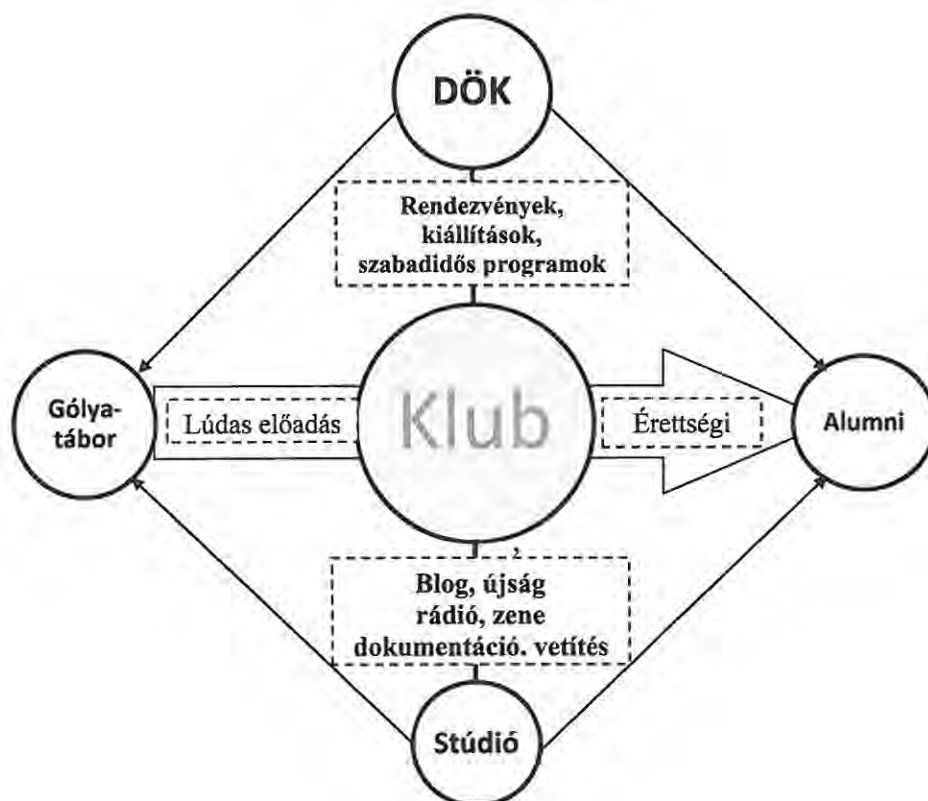 DÖK
Rendezvények,
kiállítások,
szabadidős programok
Gólya-
tábor
Lúdas előadás
Klub
Érettségi
Alumni
Blog, újság
rádió, zene
dokumentáció. vetítés
Stúdió